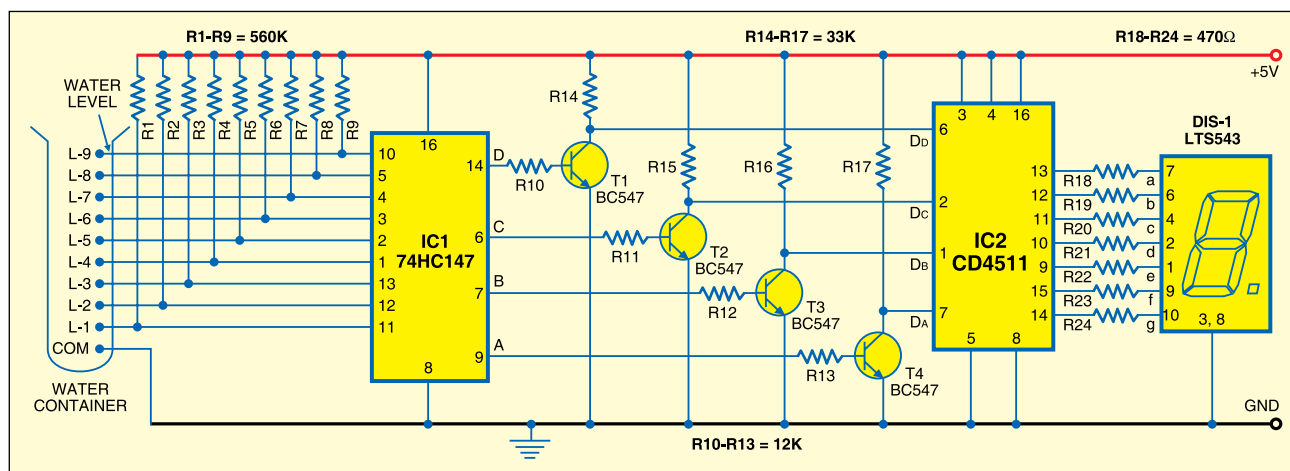 R1-R9 = 560K
R14-R17 = 33K
R18-R24 = 470Ω
+5V
WATER
LEVEL
R1
R2
R3
R4
R5
R6
R7
R8
R9
L-9
L-8
L-7
L-6
L-5
L-4
L-3
L-2
L-1
COM
WATER
CONTAINER
10
5
4
3
2
1
13
12
11
16
IC1
74HC147
8
14
6
7
9
D
C
B
A
R10
R11
R12
R13
R14
T1
BC547
R15
T2
BC547
R16
T3
BC547
R17
T4
BC547
DD
DC
DB
DA
6
2
1
7
3
4
16
IC2
CD4511
5
8
13
12
11
10
9
15
14
R18
R19
R20
R21
R22
R23
R24
a
b
c
d
e
f
g
DIS-1
LTS543
7
6
4
2
1
9
10
3, 8
GND
R10-R13 = 12K